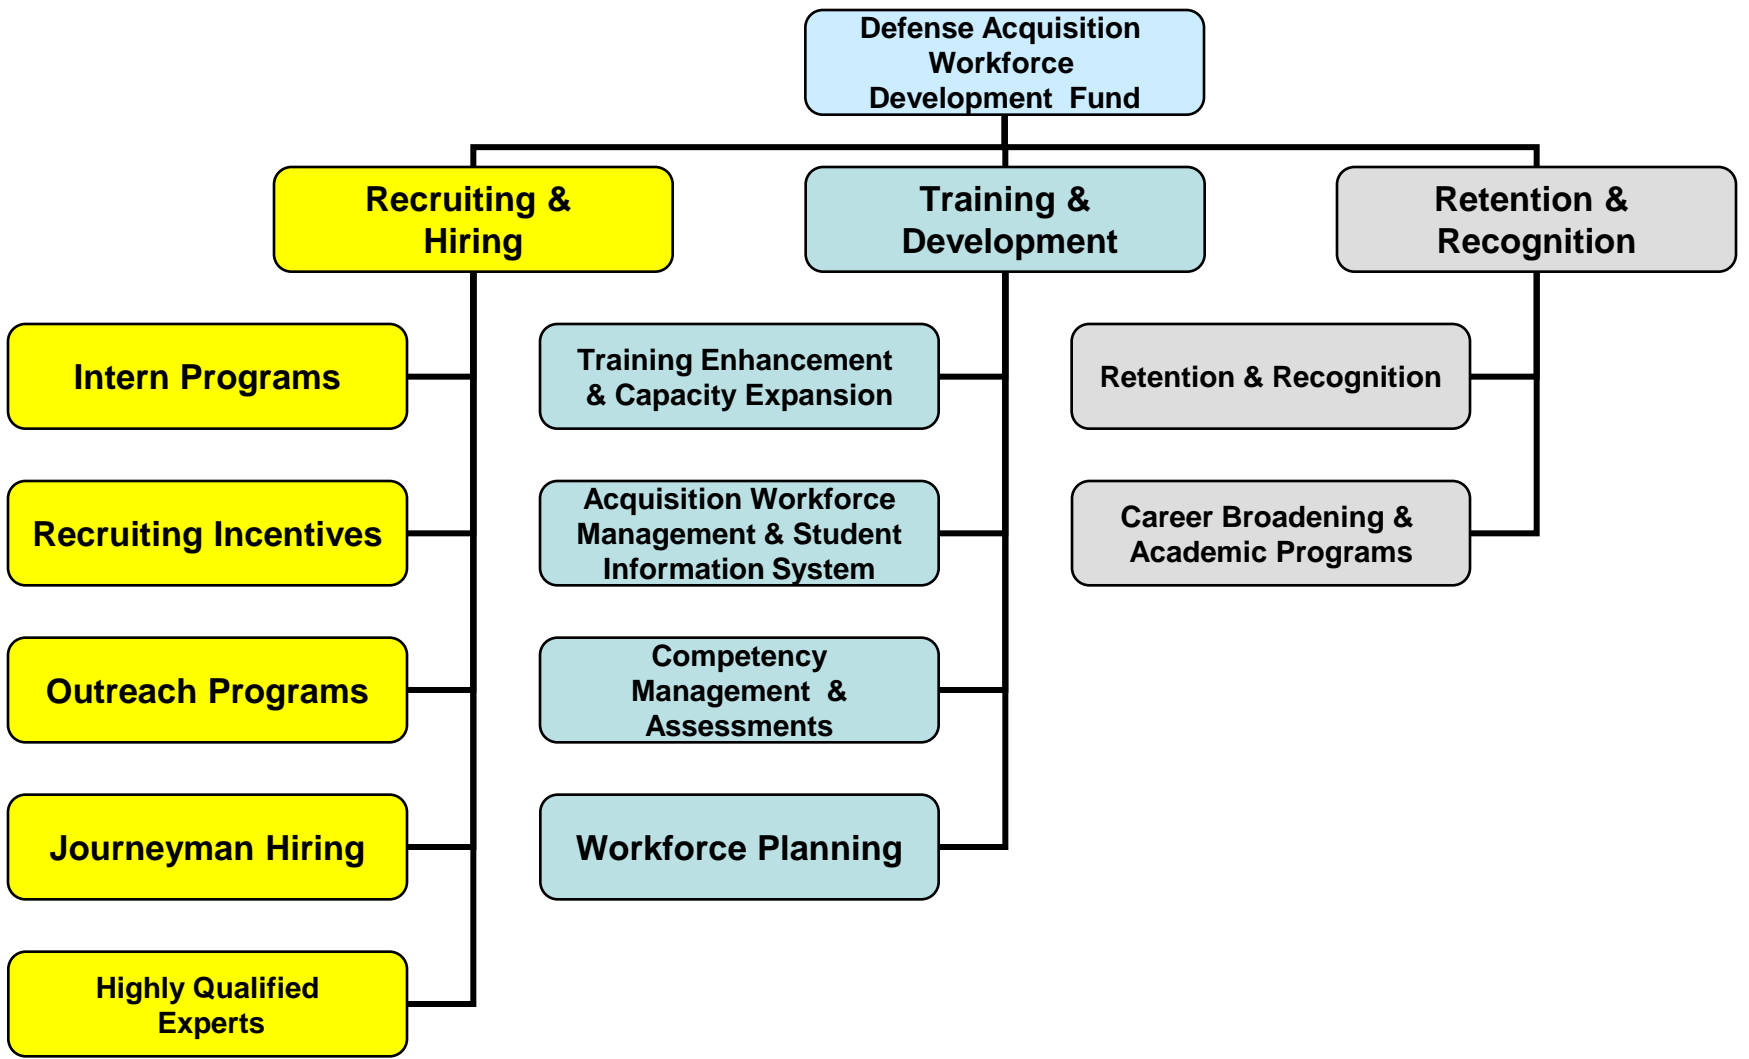 Defense Acquisition
Workforce
Development  Fund
Recruiting &
Hiring
Training &
Development
Retention &
Recognition
Intern Programs
Recruiting Incentives
Outreach Programs
Journeyman Hiring
Highly Qualified
Experts
Training Enhancement
& Capacity Expansion
Acquisition Workforce
Management & Student
Information System
Competency
Management  &
Assessments
Workforce Planning
Retention & Recognition
Career Broadening &
Academic Programs